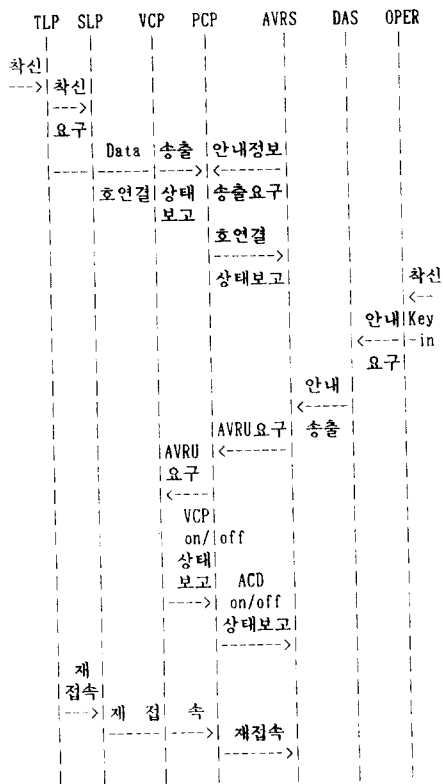 TLP SLP VCP PCP AVRS DAS OPER
착신
착신
요구
Data 송출 안내정보
호연결 상태 송출요구
보고
호연결
상태보고 착신
안내 Key
-in
요구
안내
AVRU요구 송출
AVRU
요구
VCP
on/off
상태
보고 ACD
on/off
상태보고
재
접속
재 접 속
재접속